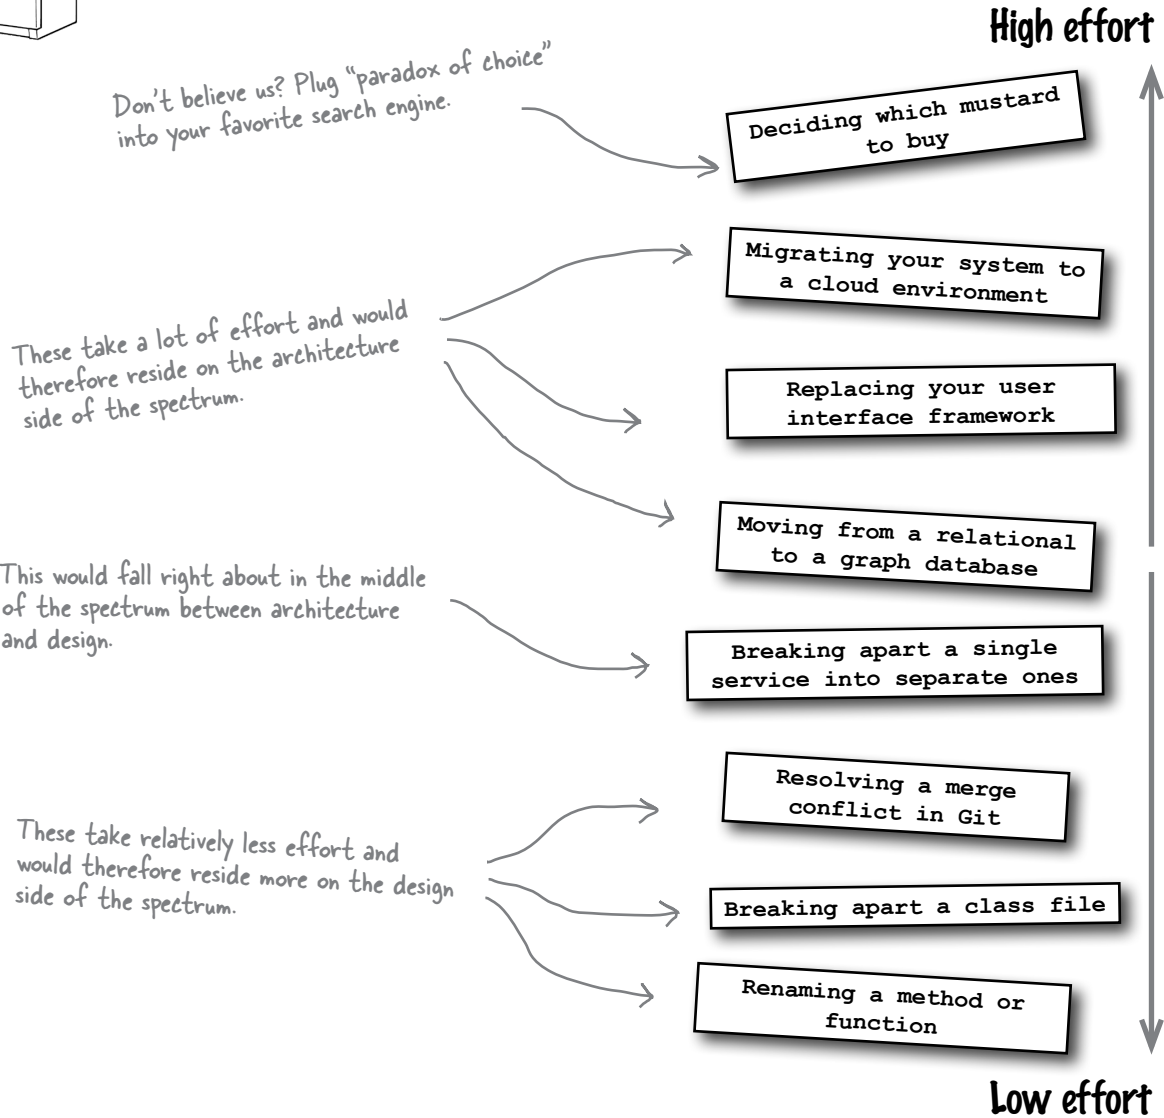 High effort
Don't believe us? Plug “paradox of choice”
into your favorite search engine.
Deciding which mustard
to buy
Migrating your system to
a cloud environment
These take a lot of effort and would
therefore reside on the architecture
side of the spectrum.
Replacing your user
interface framework
Moving from a relational
to a graph database
This would fall right about in the middle
of the spectrum between architecture
and design.
Breaking apart a single
service into separate ones
Resolving a merge
conflict in Git
These take relatively less effort and
would therefore reside more on the design
side of the spectrum.
Breaking apart a class file
Renaming a method or
function
Low effort